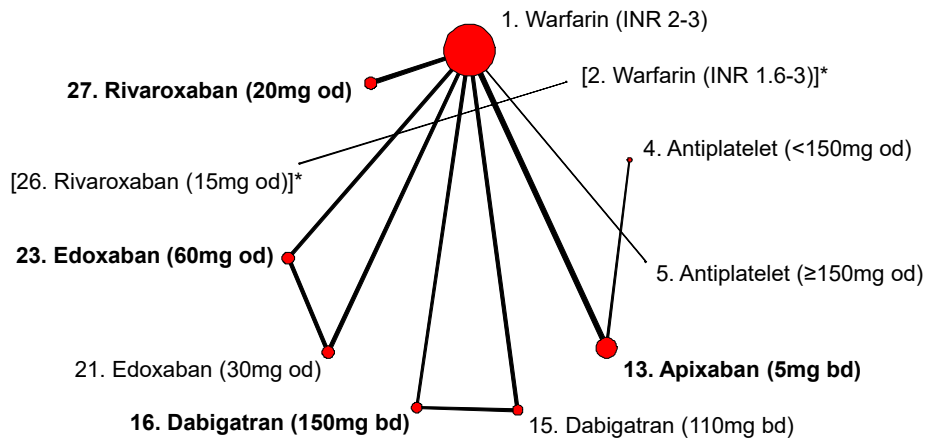 1. Warfarin (INR 2-3)
27. Rivaroxaban (20mg od)
[2. Warfarin (INR 1.6-3)]*
4. Antiplatelet (<150mg od)
[26. Rivaroxaban (15mg od)]*
23. Edoxaban (60mg od)
5. Antiplatelet (≥150mg od)
21. Edoxaban (30mg od)
13. Apixaban (5mg bd)
16. Dabigatran (150mg bd)
15. Dabigatran (110mg bd)